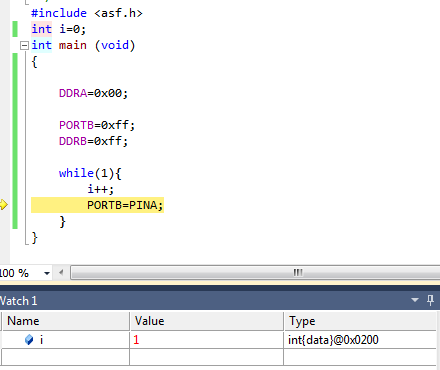 #include <asf.h>
int i=0;
int main (void)
{
DDRA=0x00;
PORTB=0xff;
DDRB=0xff;
while(1){
i++;
PORTB=PINA;
}
}
100 %
Watch 1
Name Value Type
i 1 int{data}@0x0200